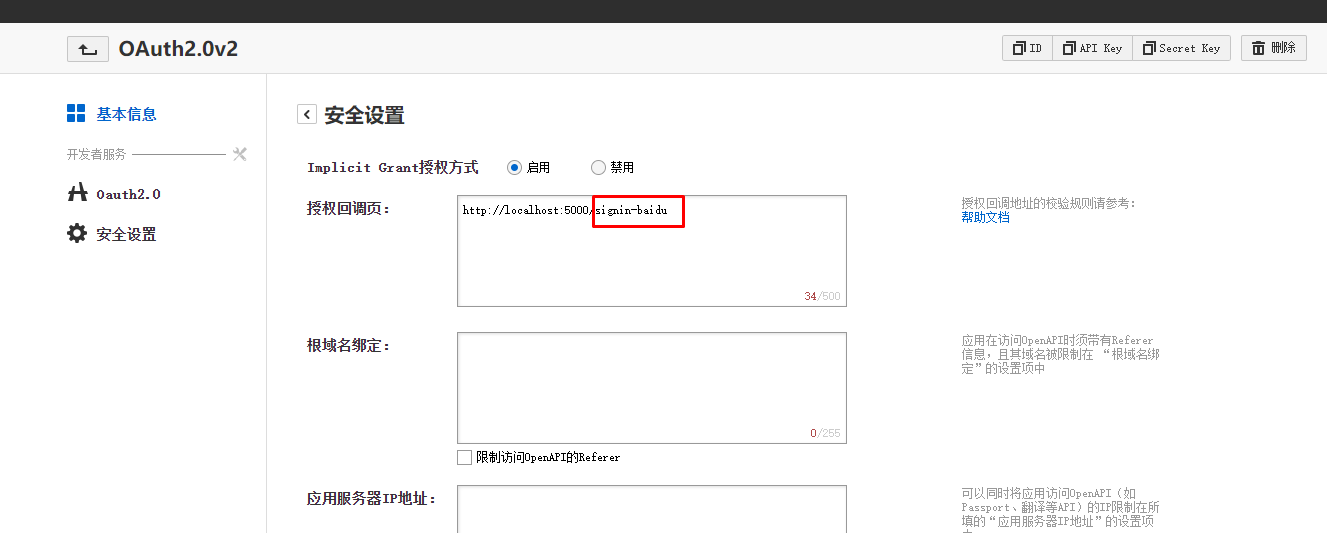 OAuth2.0v2
ID
API Key
Secret Key
删除
基本信息
开发者服务
Oauth2.0
安全设置
安全设置
Implicit Grant授权方式
启用
禁用
授权回调页:
http://localhost:5000/signin-baidu
34/500
授权回调地址的校验规则请参考:
帮助文档
根域名绑定:
0/255
应用在访问OpenAPI时须带有Referer
信息，且其域名被限制在 “根域名绑
定”的设置项中
限制访问OpenAPI的Referer
应用服务器IP地址:
可以同时将应用访问OpenAPI（如
Passport、翻译等API）的IP限制在所
填的“应用服务器IP地址”的设置项